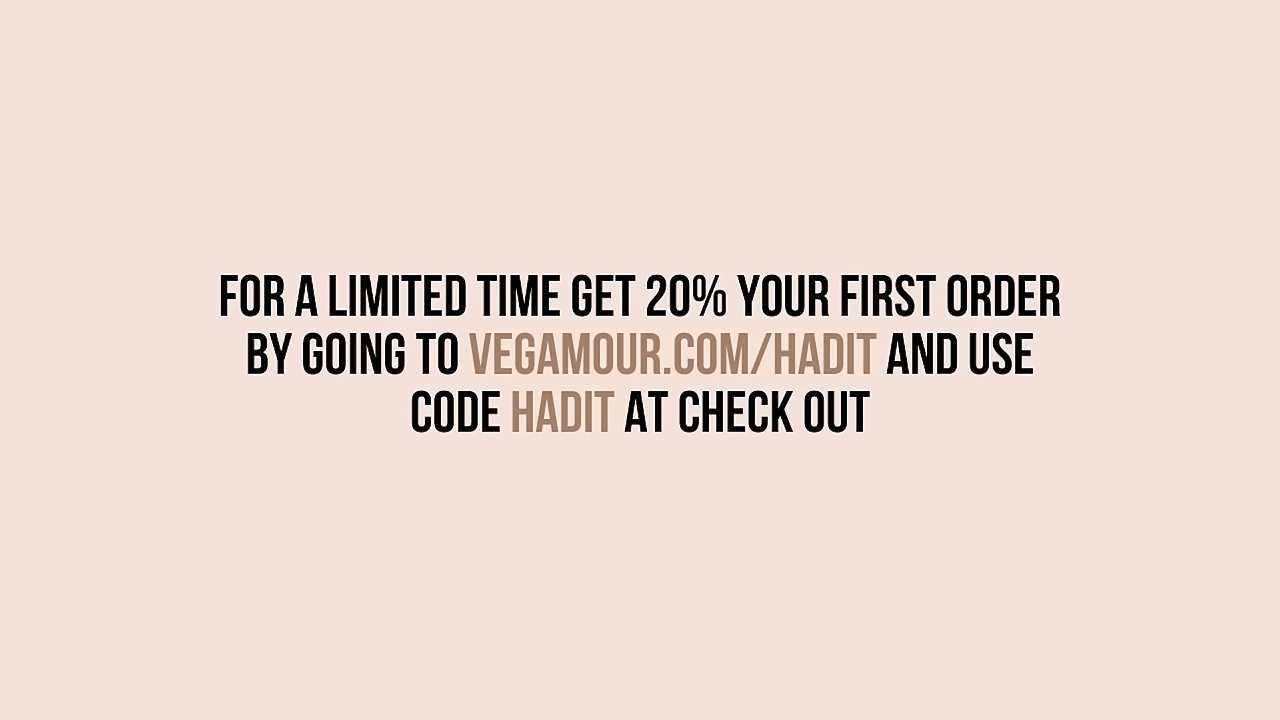 FOR A LIMITED TIME GET 20% YOUR FIRST ORDER
BY GOING TO VEGAMOUR.COM/HADIT AND USE
CODE HADIT AT CHECK OUT